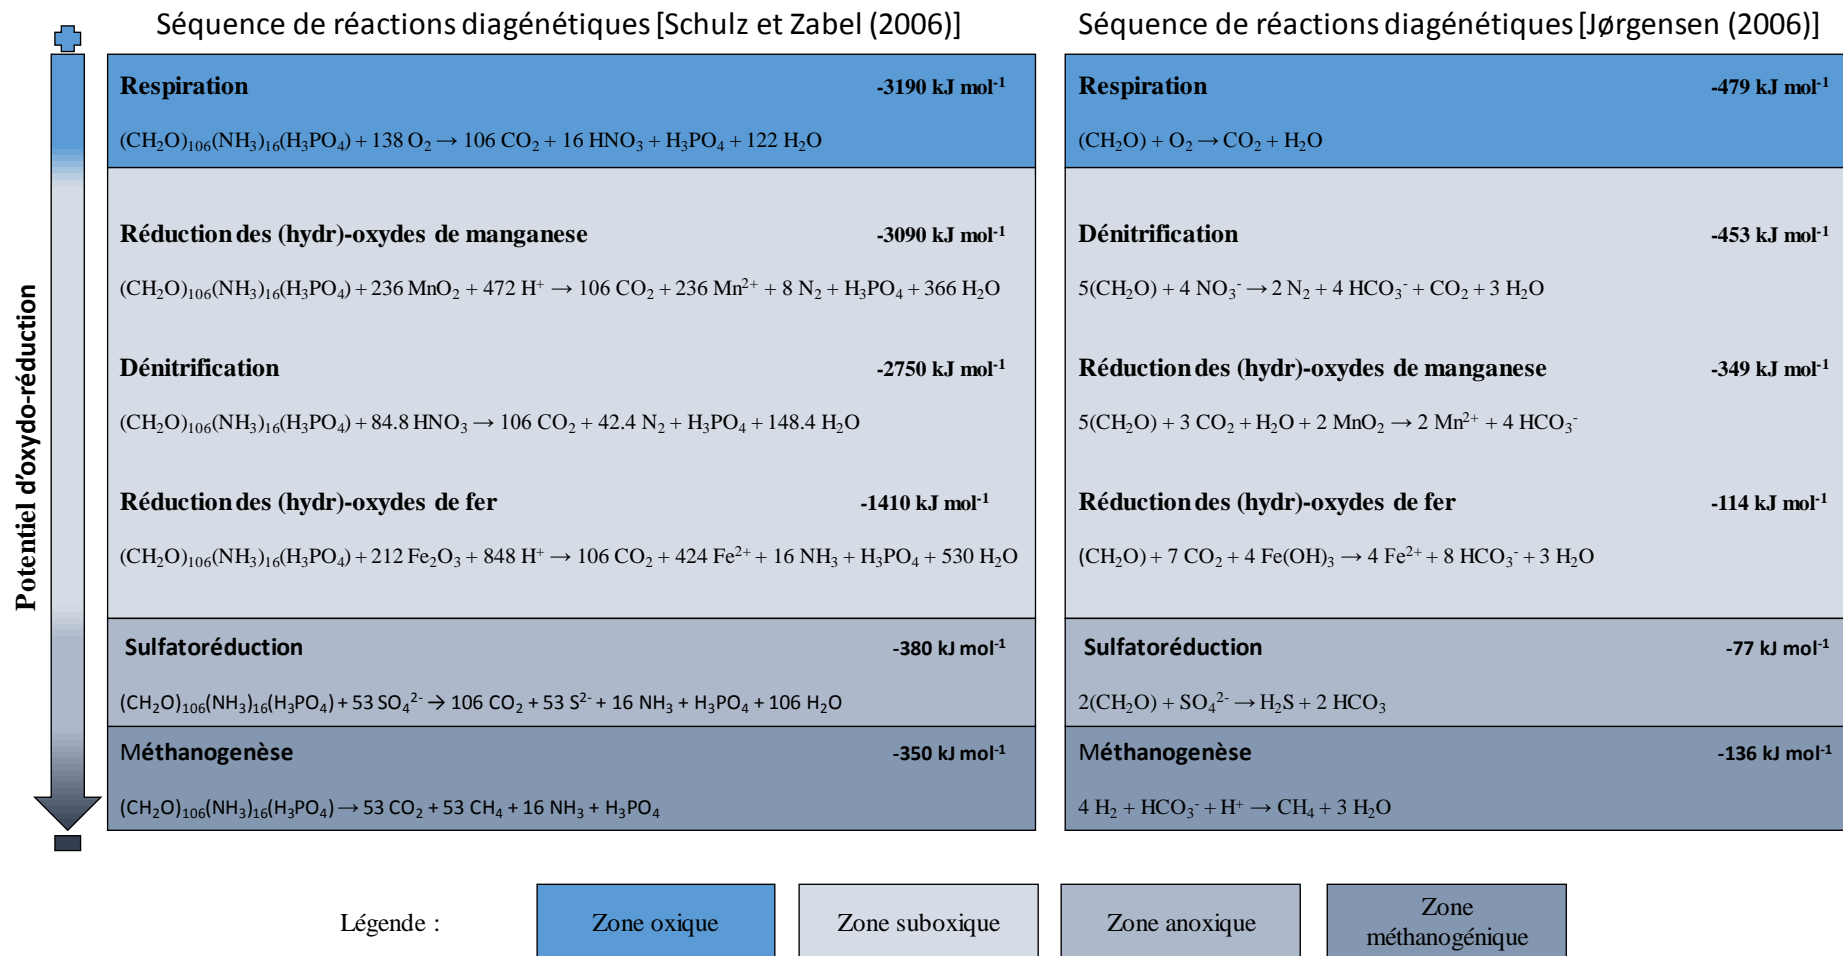 Séquence de réactions diagénétiques [Schulz et Zabel (2006)]
Potentiel d'oxydo-réduction
Respiration -3190 kJ mol⁻¹
(CH₂O)₁₀₆(NH₃)₁₆(H₃PO₄) + 138 O₂ → 106 CO₂ + 16 HNO₃ + H₃PO₄ + 122 H₂O
Réduction des (hydr)-oxydes de manganese -3090 kJ mol⁻¹
(CH₂O)₁₀₆(NH₃)₁₆(H₃PO₄) + 236 MnO₂ + 472 H⁺ → 106 CO₂ + 236 Mn²⁺ + 8 N₂ + H₃PO₄ + 366 H₂O
Dénitrification -2750 kJ mol⁻¹
(CH₂O)₁₀₆(NH₃)₁₆(H₃PO₄) + 84.8 HNO₃ → 106 CO₂ + 42.4 N₂ + H₃PO₄ + 148.4 H₂O
Réduction des (hydr)-oxydes de fer -1410 kJ mol⁻¹
(CH₂O)₁₀₆(NH₃)₁₆(H₃PO₄) + 212 Fe₂O₃ + 848 H⁺ → 106 CO₂ + 424 Fe²⁺ + 16 NH₃ + H₃PO₄ + 530 H₂O
Sulfatoréduction -380 kJ mol⁻¹
(CH₂O)₁₀₆(NH₃)₁₆(H₃PO₄) + 53 SO₄²⁻ → 106 CO₂ + 53 S²⁻ + 16 NH₃ + H₃PO₄ + 106 H₂O
Méthanogenèse -350 kJ mol⁻¹
(CH₂O)₁₀₆(NH₃)₁₆(H₃PO₄) → 53 CO₂ + 53 CH₄ + 16 NH₃ + H₃PO₄
Séquence de réactions diagénétiques [Jørgensen (2006)]
Respiration -479 kJ mol⁻¹
(CH₂O) + O₂ → CO₂ + H₂O
Dénitrification -453 kJ mol⁻¹
5(CH₂O) + 4 NO₃⁻ → 2 N₂ + 4 HCO₃⁻ + CO₂ + 3 H₂O
Réduction des (hydr)-oxydes de manganese -349 kJ mol⁻¹
5(CH₂O) + 3 CO₂ + H₂O + 2 MnO₂ → 2 Mn²⁺ + 4 HCO₃⁻
Réduction des (hydr)-oxydes de fer -114 kJ mol⁻¹
(CH₂O) + 7 CO₂ + 4 Fe(OH)₃ → 4 Fe²⁺ + 8 HCO₃⁻ + 3 H₂O
Sulfatoréduction -77 kJ mol⁻¹
2(CH₂O) + SO₄²⁻ → H₂S + 2 HCO₃
Méthanogenèse -136 kJ mol⁻¹
4 H₂ + HCO₃⁻ + H⁺ → CH₄ + 3 H₂O
Légende :
Zone oxique
Zone suboxique
Zone anoxique
Zone
méthanogénique